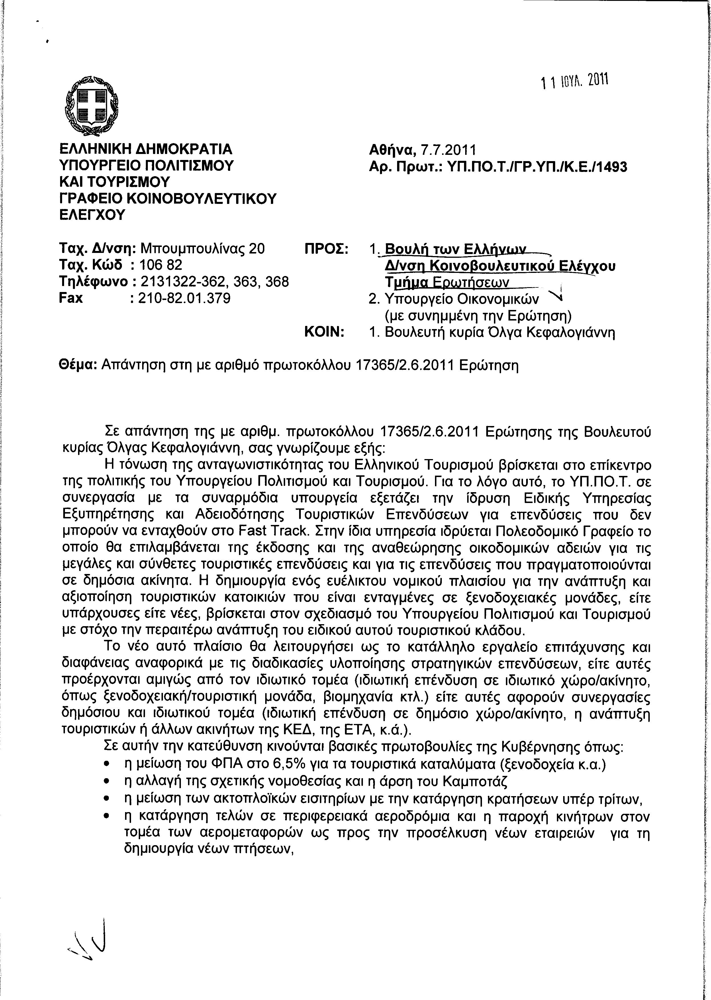 1 1 ΙΟΥΛ. 2011
ΕΛΛΗΝΙΚΗ ΔΗΜΟΚΡΑΤΙΑ
ΥΠΟΥΡΓΕΙΟ ΠΟΛΙΤΙΣΜΟΥ
ΚΑΙ ΤΟΥΡΙΣΜΟΥ
ΓΡΑΦΕΙΟ ΚΟΙΝΟΒΟΥΛΕΥΤΙΚΟΥ
ΕΛΕΓΧΟΥ
Αθήνα, 7.7.2011
Αρ. Πρωτ.: ΥΠ.ΠΟ.Τ./ΓΡ.ΥΠ./Κ.Ε./1493
Ταχ. Δ/νση: Μπουμπουλίνας 20
Ταχ. Κώδ : 106 82
Τηλέφωνο : 2131322-362, 363, 368
Fax : 210-82.01.379
ΠΡΟΣ: 1. Βουλή των Ελλήνων
Δ/νση Κοινοβουλευτικού Ελέγχου
Τμήμα Ερωτήσεων
2. Υπουργείο Οικονομικών
(με συνημμένη την Ερώτηση)
ΚΟΙΝ: 1. Βουλευτή κυρία Όλγα Κεφαλογιάννη
Θέμα: Απάντηση στη με αριθμό πρωτοκόλλου 17365/2.6.2011 Ερώτηση
Σε απάντηση της με αριθμ. πρωτοκόλλου 17365/2.6.2011 Ερώτησης της Βουλευτού
κυρίας Όλγας Κεφαλογιάννη, σας γνωρίζουμε εξής:
Η τόνωση της ανταγωνιστικότητας του Ελληνικού Τουρισμού βρίσκεται στο επίκεντρο
της πολιτικής του Υπουργείου Πολιτισμού και Τουρισμού. Για το λόγο αυτό, το ΥΠ.ΠΟ.Τ. σε
συνεργασία με τα συναρμόδια υπουργεία εξετάζει την ίδρυση Ειδικής Υπηρεσίας
Εξυπηρέτησης και Αδειοδότησης Τουριστικών Επενδύσεων για επενδύσεις που δεν
μπορούν να ενταχθούν στο Fast Track. Στην ίδια υπηρεσία ιδρύεται Πολεοδομικό Γραφείο το
οποίο θα επιλαμβάνεται της έκδοσης και της αναθεώρησης οικοδομικών αδειών για τις
μεγάλες και σύνθετες τουριστικές επενδύσεις και για τις επενδύσεις που πραγματοποιούνται
σε δημόσια ακίνητα. Η δημιουργία ενός ευέλικτου νομικού πλαισίου για την ανάπτυξη και
αξιοποίηση τουριστικών κατοικιών που είναι ενταγμένες σε ξενοδοχειακές μονάδες, είτε
υπάρχουσες είτε νέες, βρίσκεται στον σχεδιασμό του Υπουργείου Πολιτισμού και Τουρισμού
με στόχο την περαιτέρω ανάπτυξη του ειδικού αυτού τουριστικού κλάδου.
Το νέο αυτό πλαίσιο θα λειτουργήσει ως το κατάλληλο εργαλείο επιτάχυνσης και
διαφάνειας αναφορικά με τις διαδικασίες υλοποίησης στρατηγικών επενδύσεων, είτε αυτές
προέρχονται αμιγώς από τον ιδιωτικό τομέα (ιδιωτική επένδυση σε ιδιωτικό χώρο/ακίνητο,
όπως ξενοδοχειακή/τουριστική μονάδα, βιομηχανία κτλ.) είτε αυτές αφορούν συνεργασίες
δημόσιου και ιδιωτικού τομέα (ιδιωτική επένδυση σε δημόσιο χώρο/ακίνητο, η ανάπτυξη
τουριστικών ή άλλων ακινήτων της ΚΕΔ, της ΕΤΑ, κ.ά.).
Σε αυτήν την κατεύθυνση κινούνται βασικές πρωτοβουλίες της Κυβέρνησης όπως:
• η μείωση του ΦΠΑ στο 6,5% για τα τουριστικά καταλύματα (ξενοδοχεία κ.α.)
• η αλλαγή της σχετικής νομοθεσίας και η άρση του Καμποτάζ
• η μείωση των ακτοπλοϊκών εισιτηρίων με την κατάργηση κρατήσεων υπέρ τρίτων,
• η κατάργηση τελών σε περιφερειακά αεροδρόμια και η παροχή κινήτρων στον
τομέα των αερομεταφορών ως προς την προσέλκυση νέων εταιρειών για τη
δημιουργία νέων πτήσεων,